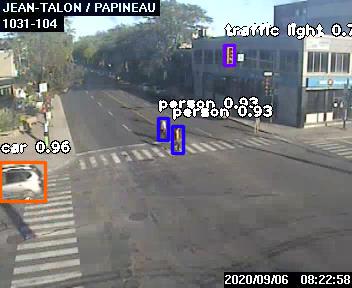 JEAN-TALON / PAPINEAU
1031-104
traffic light 0.7
person 0.93
person 0.93
car 0.96
2020/09/06 08:22:58